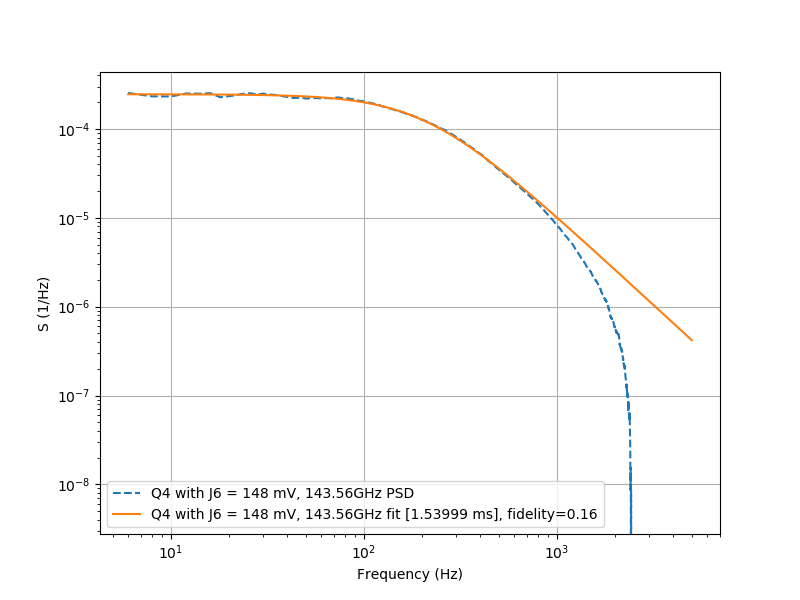 S (1/Hz)
10⁻⁴
10⁻⁵
10⁻⁶
10⁻⁷
10⁻⁸
Q4 with J6 = 148 mV, 143.56GHz PSD
Q4 with J6 = 148 mV, 143.56GHz fit [1.53999 ms], fidelity=0.16
10¹ 10² 10³
Frequency (Hz)